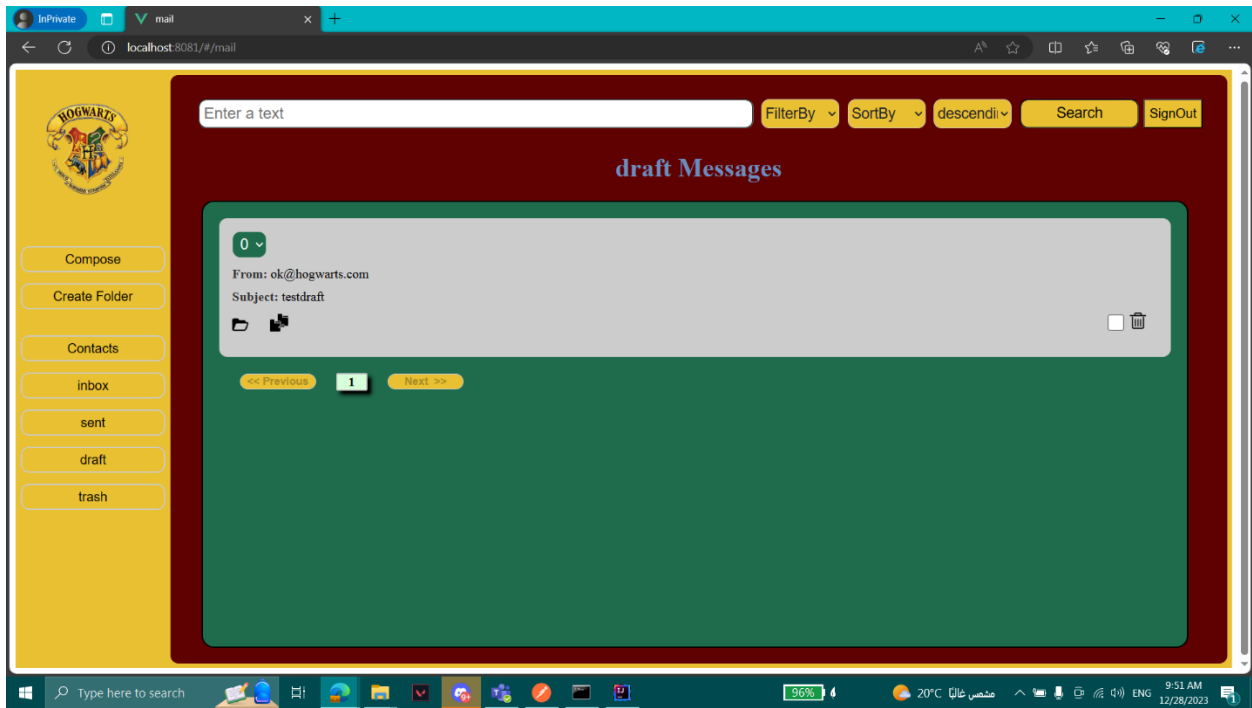 InPrivate
mail
localhost:8081/#/mail
HOGWARTS
Enter a text
FilterBy
SortBy
descendi
Search
SignOut
draft Messages
Compose
Create Folder
Contacts
inbox
sent
draft
trash
0
From: ok@hogwarts.com
Subject: testdraft
<< Previous
1
Next >>
Type here to search
96%
20°C مشمس غالبًا
ENG
9:51 AM
12/28/2023